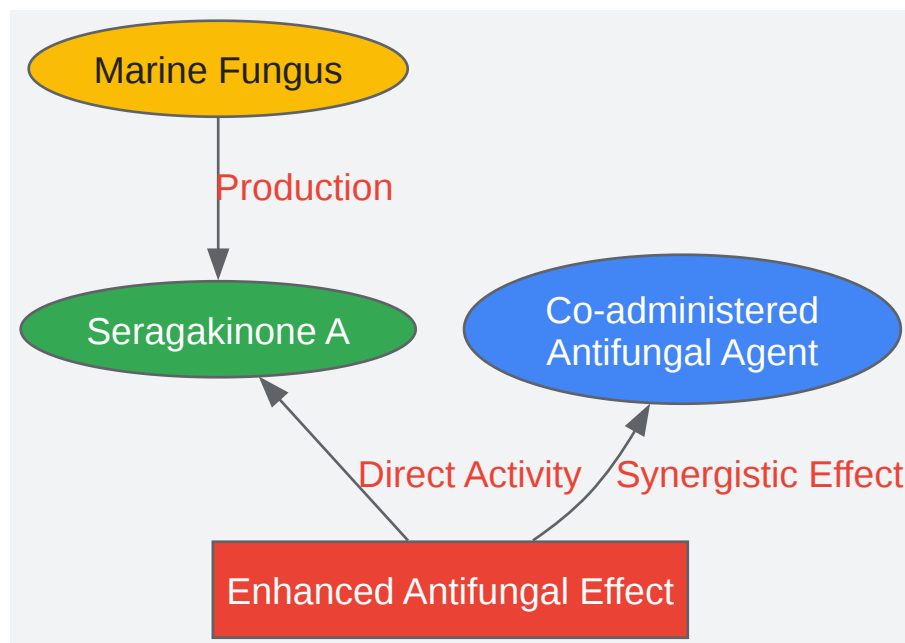 Marine Fungus
Production
Seragakinone A
Co-administered
Antifungal Agent
Direct Activity
Synergistic Effect
Enhanced Antifungal Effect